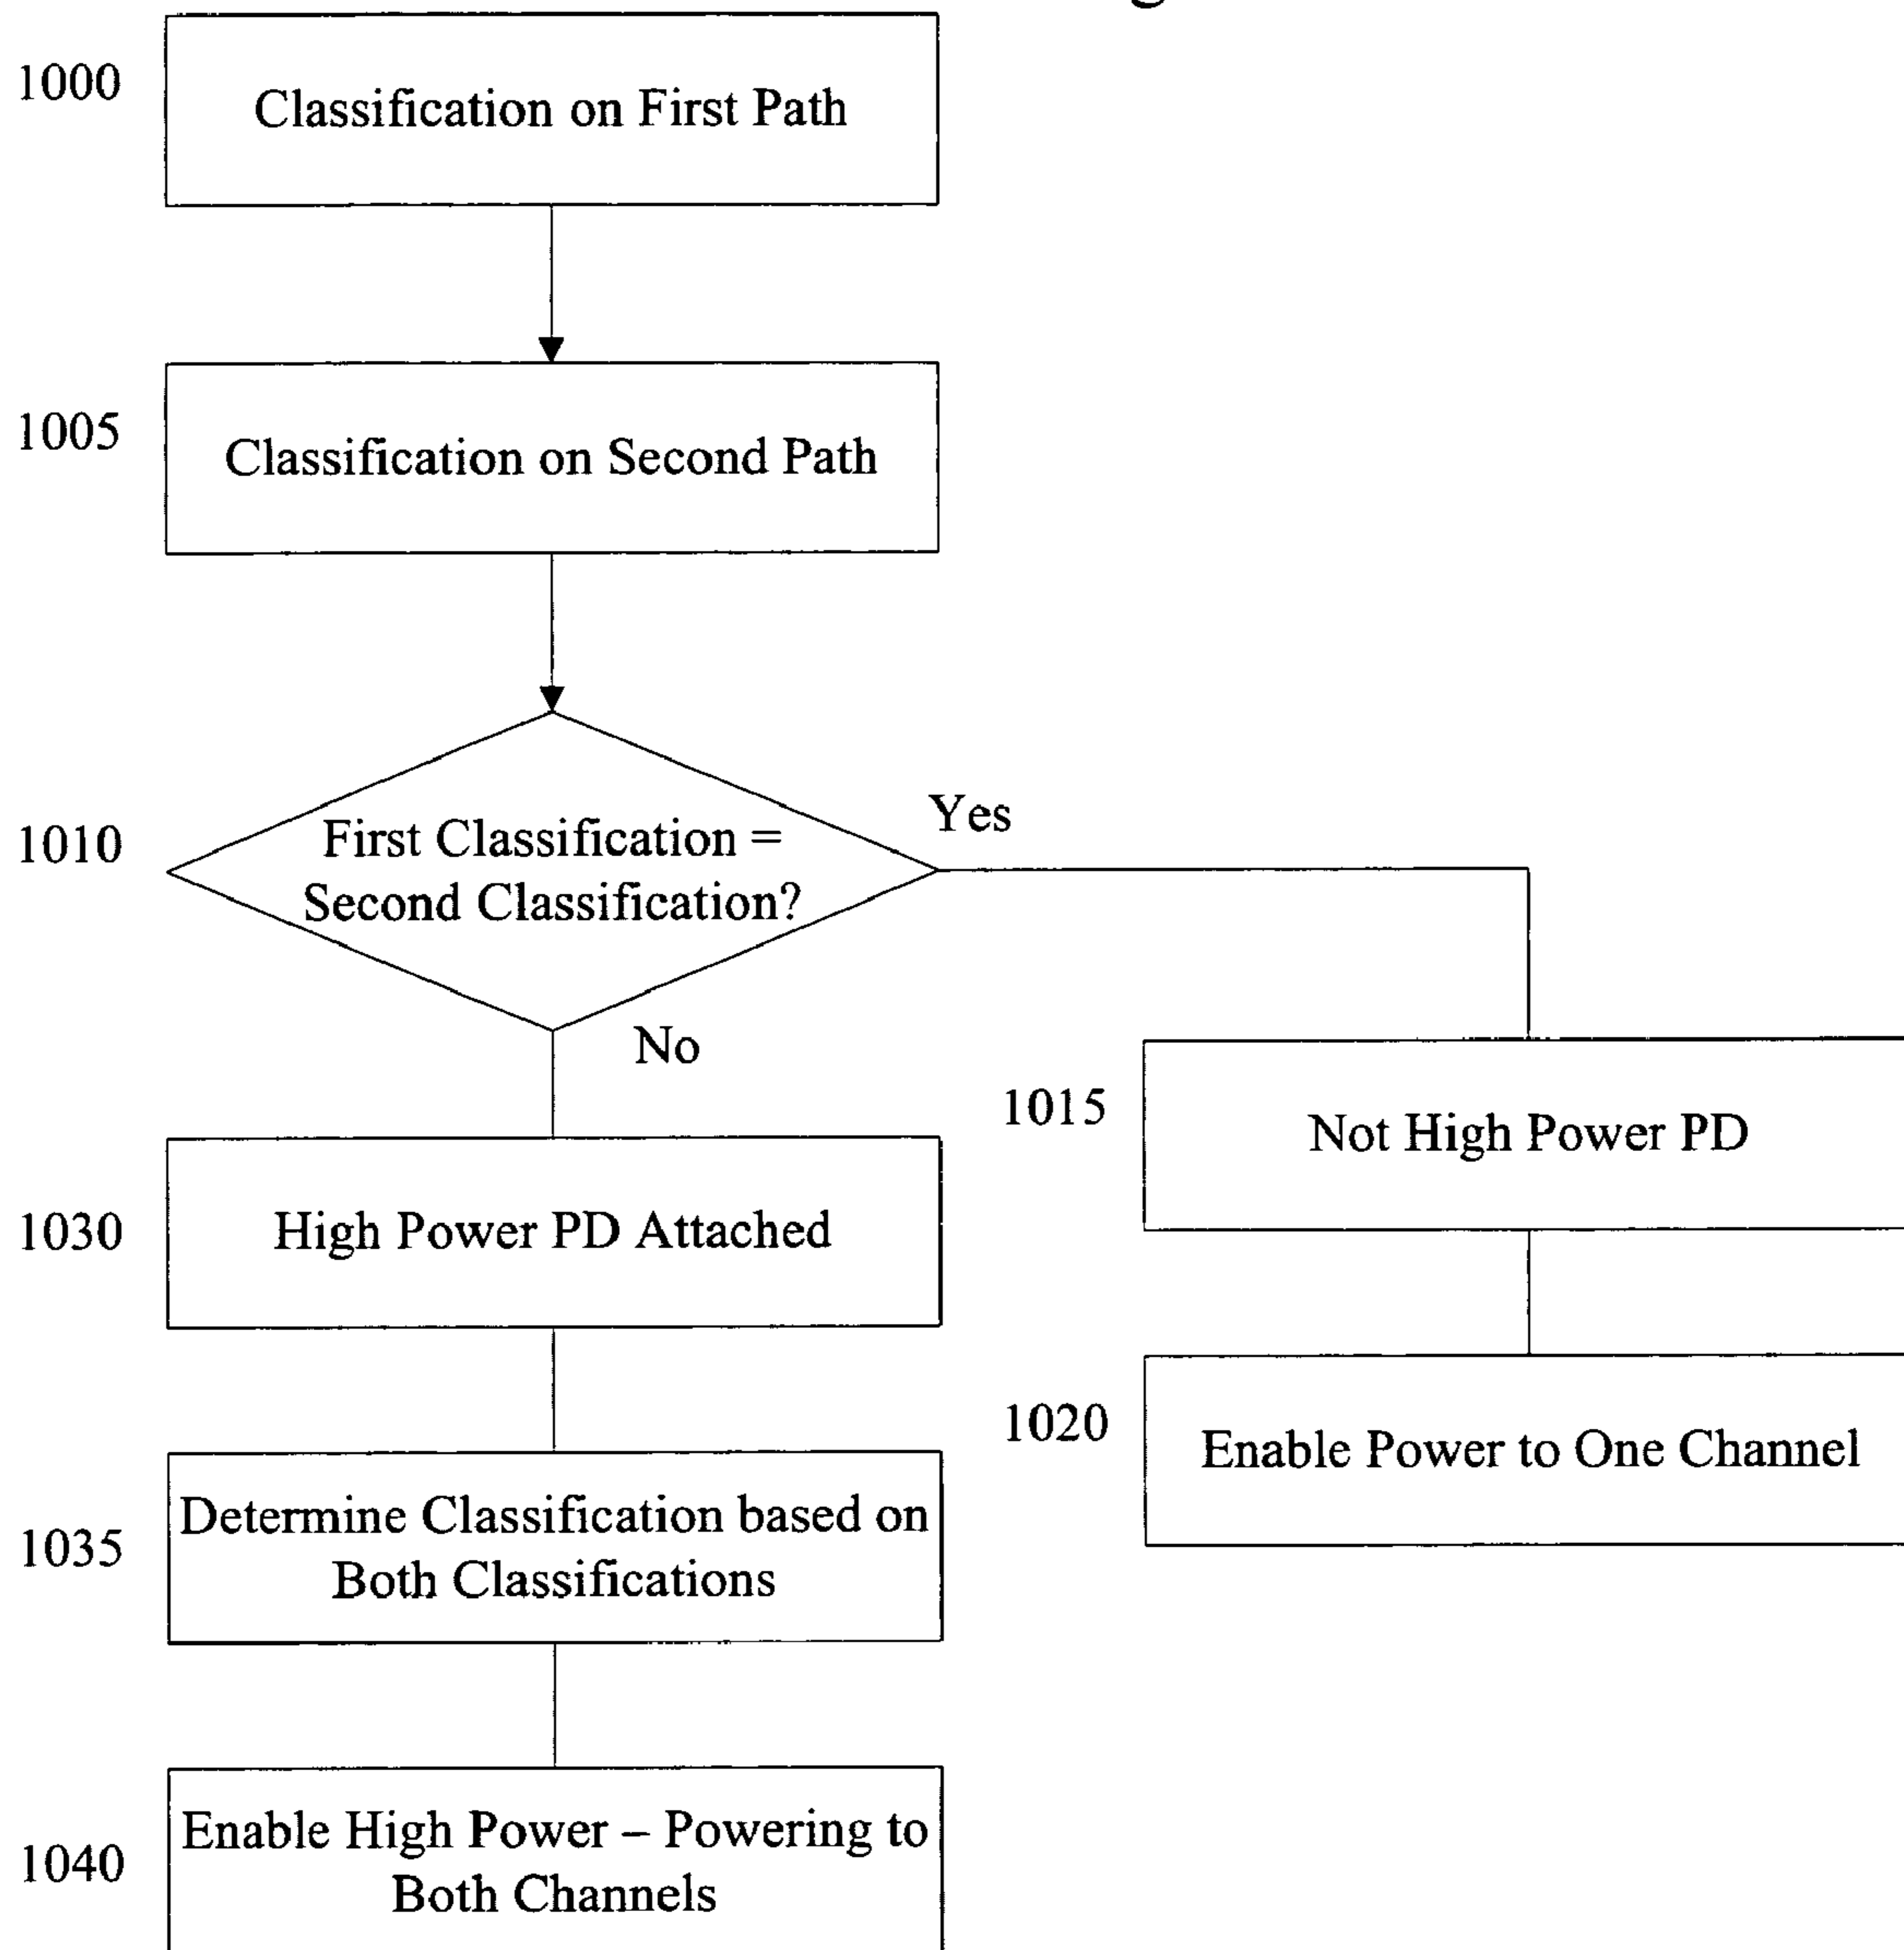 1000
Classification on First Path
1005
Classification on Second Path
1010
First Classification =
Second Classification?
Yes
No
1015
Not High Power PD
1030
High Power PD Attached
1020
Enable Power to One Channel
1035
Determine Classification based on
Both Classifications
1040
Enable High Power – Powering to
Both Channels